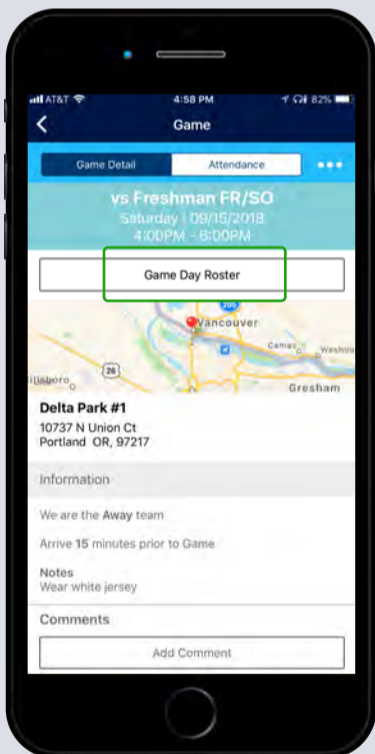 AT&T 4:58 PM 82%
Game
Game Detail Attendance
vs Freshman FR/SO
Saturday | 09/15/2018
4:00PM - 6:00PM
Game Day Roster
205
Vancouver
Camas
26
Gresham
Delta Park #1
10737 N Union Ct
Portland OR, 97217
Information
We are the Away team
Arrive 15 minutes prior to Game
Notes
Wear white jersey
Comments
Add Comment